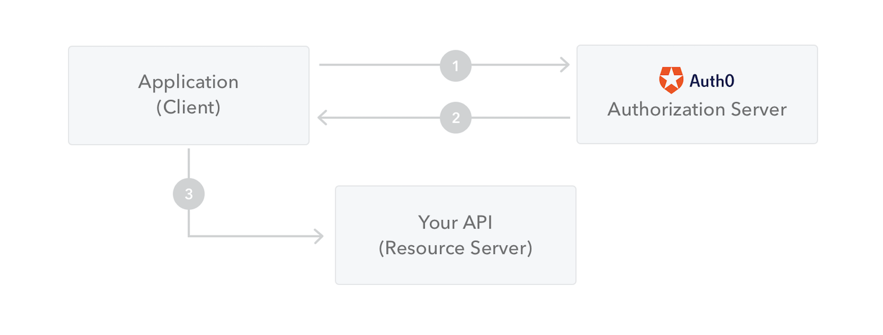 Application
(Client)
1
Auth0
Authorization Server
2
3
Your API
(Resource Server)